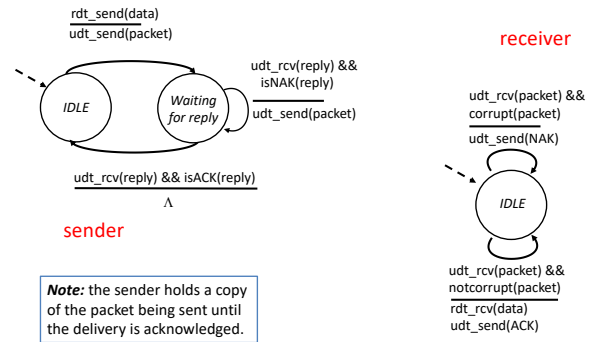 rdt_send(data)
udt_send(packet)
IDLE
Waiting
for reply
udt_rcv(reply) &&
isNAK(reply)
udt_send(packet)
udt_rcv(reply) && isACK(reply)
Λ
sender
Note: the sender holds a copy
of the packet being sent until
the delivery is acknowledged.
receiver
udt_rcv(packet) &&
corrupt(packet)
udt_send(NAK)
IDLE
udt_rcv(packet) &&
notcorrupt(packet)
rdt_rcv(data)
udt_send(ACK)